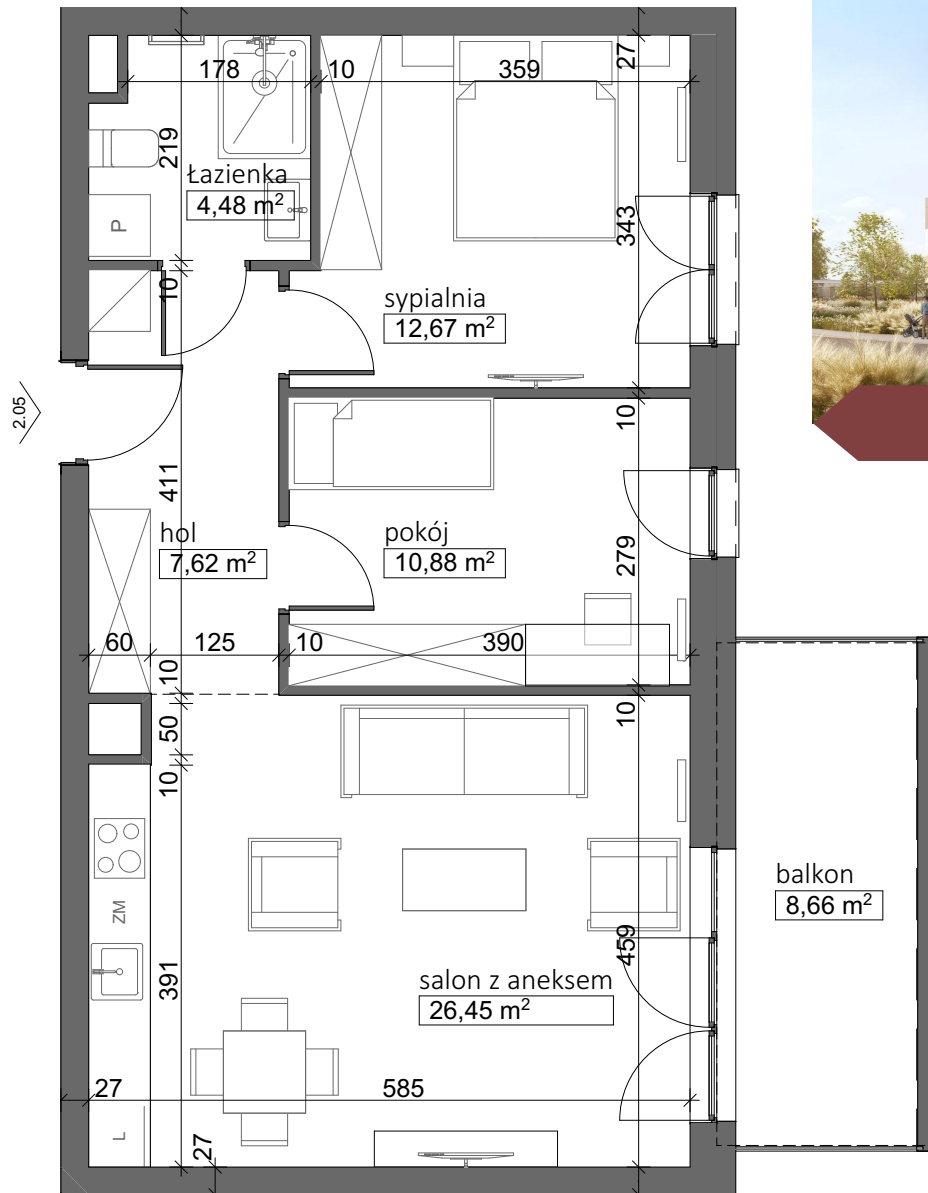 27
178
10
359
219
Łazienka
4,48 m²
P
343
10
sypialnia
12,67 m²
2.05
10
411
hol
7,62 m²
pokój
10,88 m²
279
60
125
10
390
10
10
50
10
ZM
balkon
8,66 m²
459
391
salon z aneksem
26,45 m²
27
585
L
27